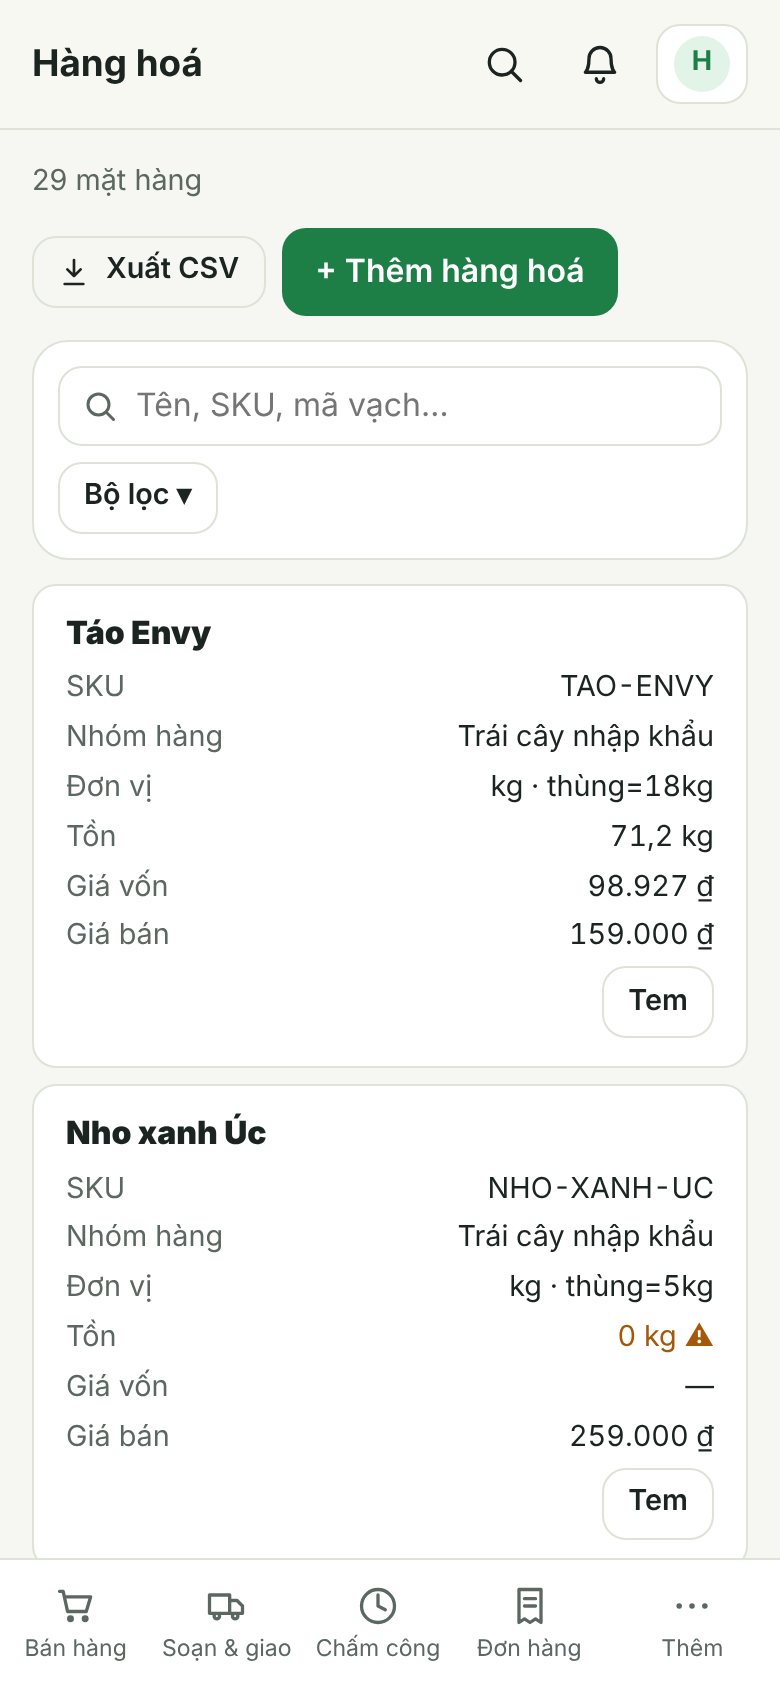 Hàng hoá
H
29 mặt hàng
Xuất CSV
+ Thêm hàng hoá
Tên, SKU, mã vạch...
Bộ lọc ▾
Táo Envy
SKU TAO-ENVY
Nhóm hàng Trái cây nhập khẩu
Đơn vị kg · thùng=18kg
Tồn 71,2 kg
Giá vốn 98.927 ₫
Giá bán 159.000 ₫
Tem
Nho xanh Úc
SKU NHO-XANH-UC
Nhóm hàng Trái cây nhập khẩu
Đơn vị kg · thùng=5kg
Tồn 0 kg ⚠
Giá vốn —
Giá bán 259.000 ₫
Tem
Bán hàng Soạn & giao Chấm công Đơn hàng Thêm